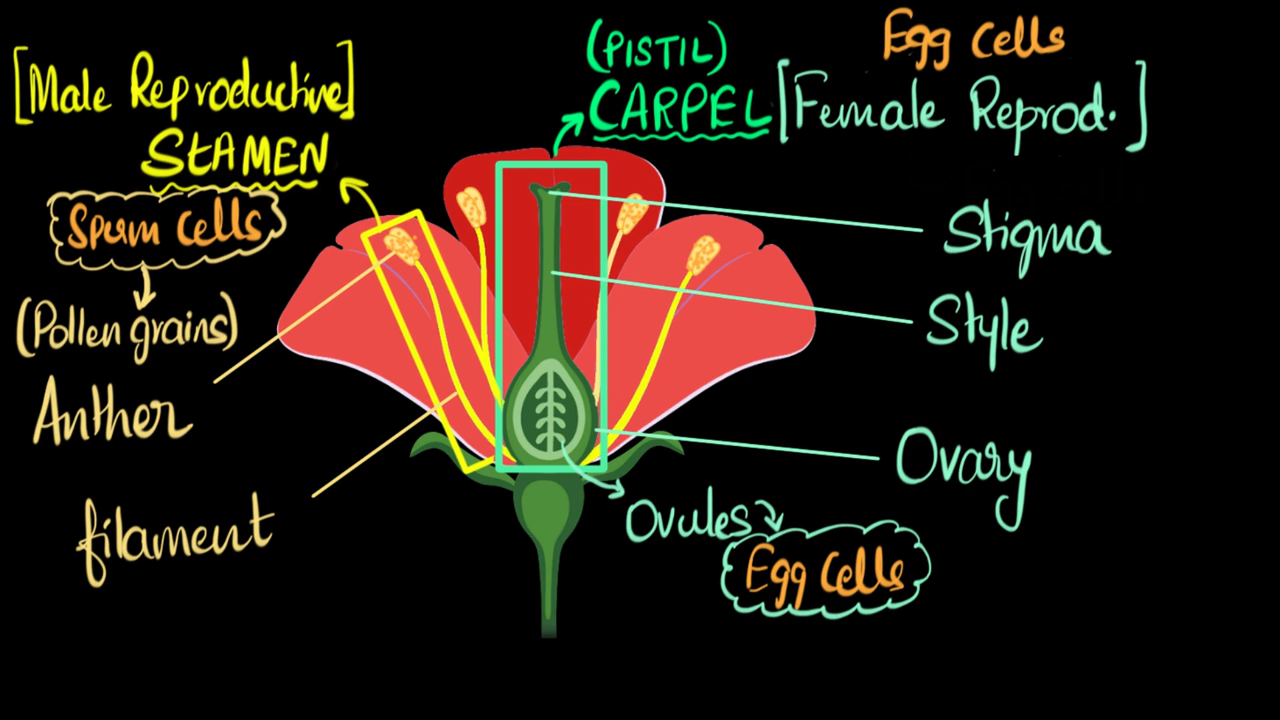 [Male Reproductive]
STAMEN
Sperm Cells
(Pollen grains)
Anther
filament
(PISTIL)
CARPEL
Egg Cells
[Female Reprod.]
Stigma
Style
Ovary
Ovules
Egg Cells